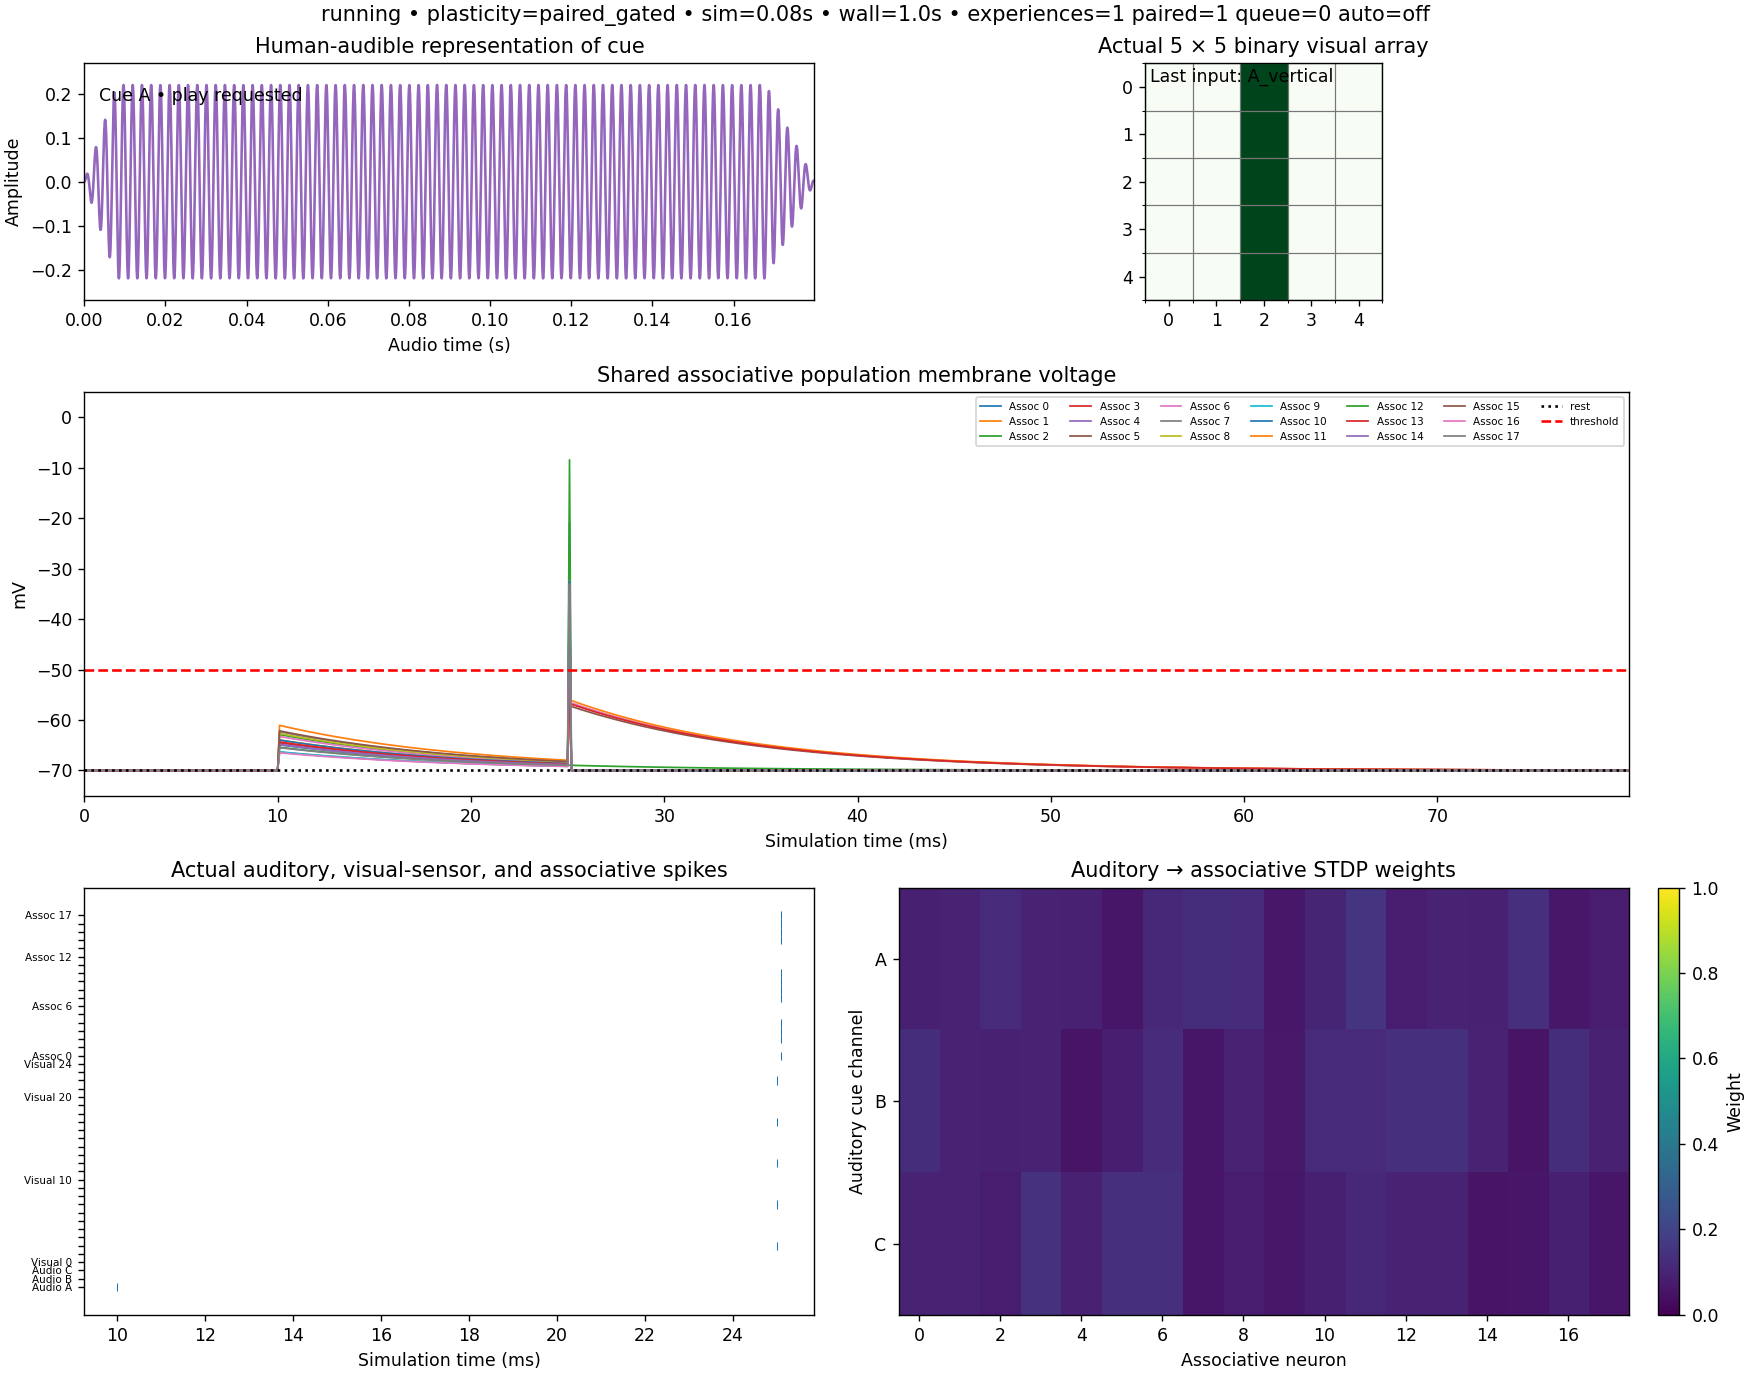 running • plasticity=paired_gated • sim=0.08s • wall=1.0s • experiences=1 paired=1 queue=0 auto=off
Human-audible representation of cue
Cue A • play requested
Amplitude
0.2
0.1
0.0
−0.1
−0.2
0.00 0.02 0.04 0.06 0.08 0.10 0.12 0.14 0.16
Audio time (s)
Actual 5 × 5 binary visual array
Last input: A_vertical
0
1
2
3
4
0 1 2 3 4
Shared associative population membrane voltage
mV
0
−10
−20
−30
−40
−50
−60
−70
Assoc 0 Assoc 3 Assoc 6 Assoc 9 Assoc 12 Assoc 15 rest
Assoc 1 Assoc 4 Assoc 7 Assoc 10 Assoc 13 Assoc 16 threshold
Assoc 2 Assoc 5 Assoc 8 Assoc 11 Assoc 14 Assoc 17
0 10 20 30 40 50 60 70
Simulation time (ms)
Actual auditory, visual-sensor, and associative spikes
Assoc 17
Assoc 12
Assoc 6
Assoc 0
Visual 24
Visual 20
Visual 10
Visual 0
Audio C
Audio B
Audio A
10 12 14 16 18 20 22 24
Simulation time (ms)
Auditory → associative STDP weights
Auditory cue channel
A
B
C
0 2 4 6 8 10 12 14 16
Associative neuron
1.0
0.8
0.6
0.4
0.2
0.0
Weight